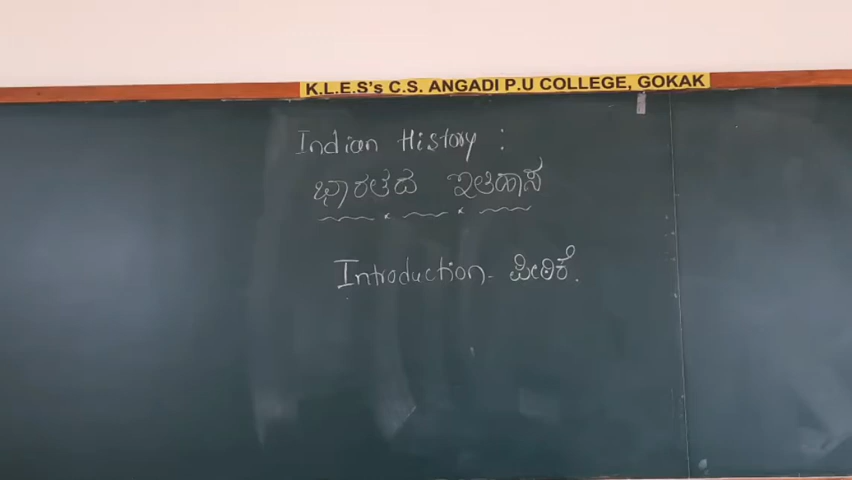 K.L.E.S's C.S. ANGADI P.U COLLEGE, GOKAK
Indian History :
ಭಾರತದ ಇತಿಹಾಸ
Introduction - ಪೀಠಿಕೆ.